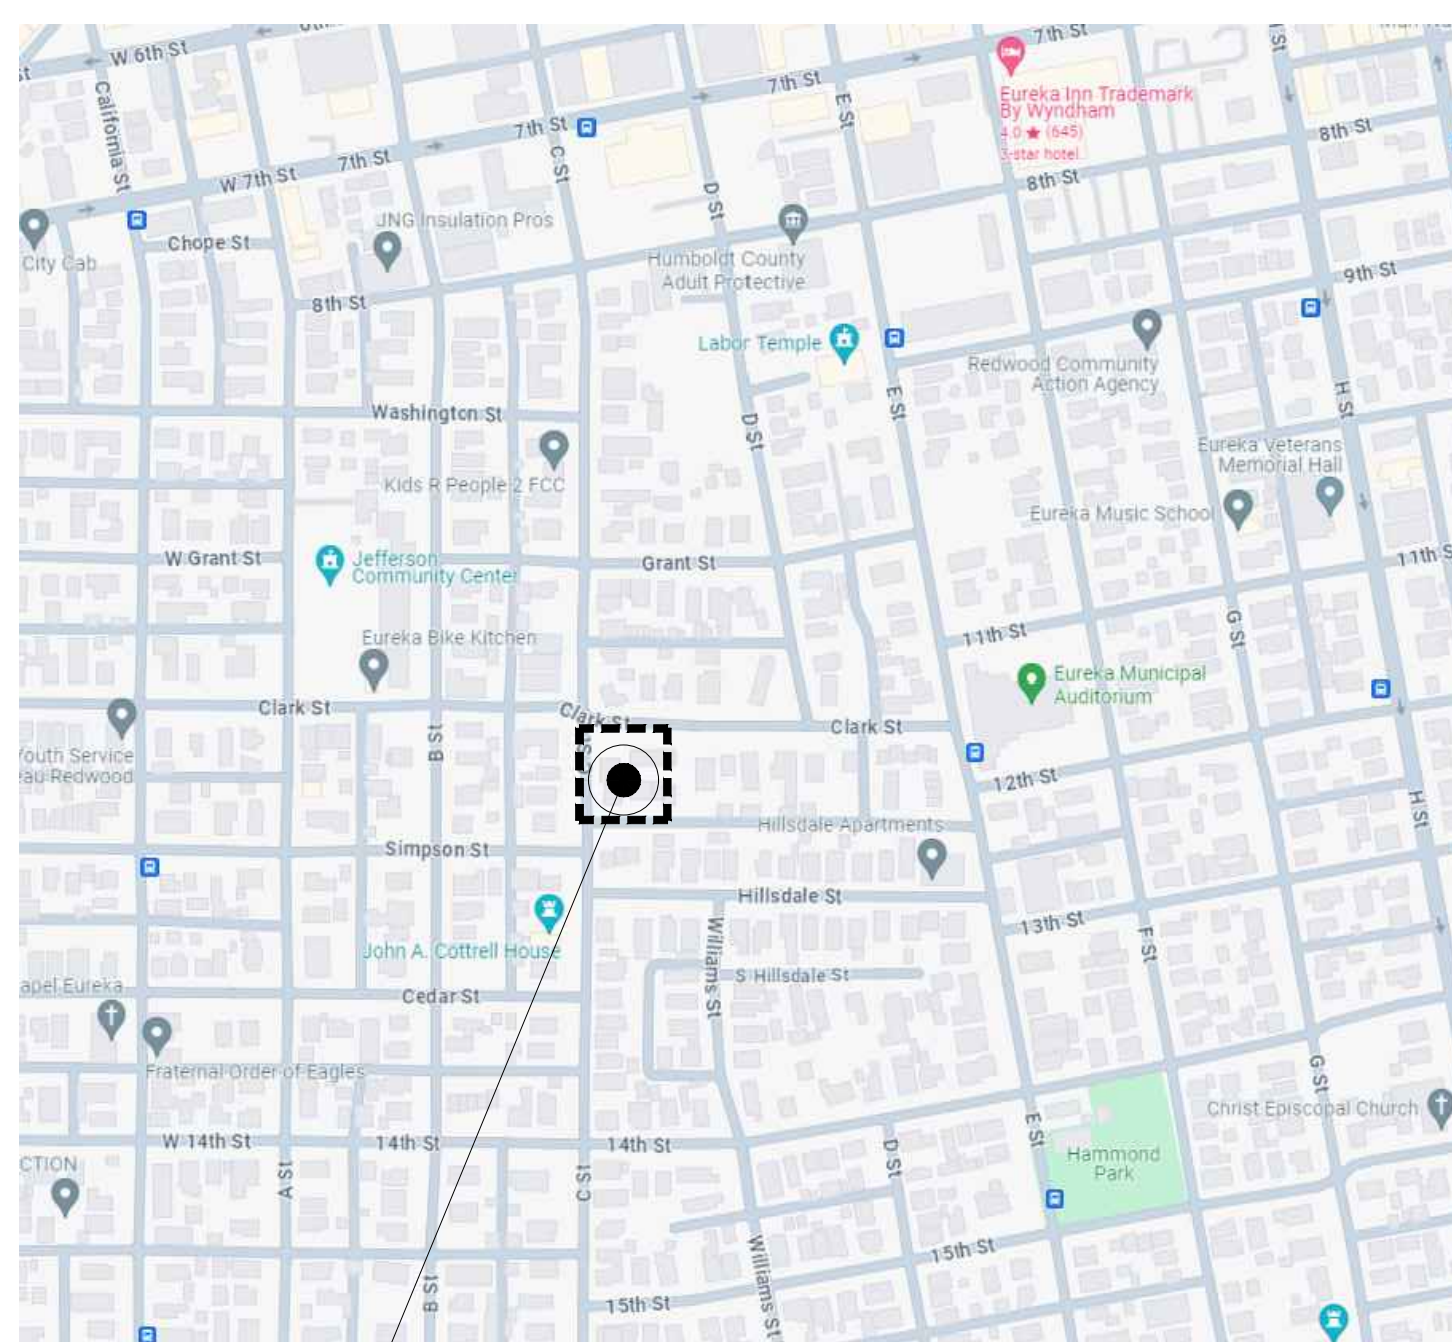 W 6th St
7th St
California St
7th St
E St
Eureka Inn Trademark
By Wyndham
4.0 ★ (645)
3-star hotel
8th St
7th St
C St
7th St
W 7th St
8th St
D St
JNG Insulation Pros
Chope St
City Cab
Humboldt County
Adult Protective
9th St
8th St
Labor Temple
Redwood Community
Action Agency
E St
H St
Washington St
D St
Kids R People 2 FCC
Eureka Veterans
Memorial Hall
Eureka Music School
W Grant St
Jefferson
Community Center
Grant St
11th S
Eureka Bike Kitchen
11th St
G St
Eureka Municipal
Auditorium
Clark St
Clark St
Clark St
B St
Youth Service
eau Redwood
12th St
H St
Hillsdale Apartments
Simpson St
Hillsdale St
13th St
F St
John A. Cottrell House
Williams St
S Hillsdale St
apel Eureka
Cedar St
Fraternal Order of Eagles
G St
Christ Episcopal Church
W 14th St
14th St
14th St
E St
D St
Hammond
Park
CTION
A St
C St
15th St
Williams St
B St
15th St